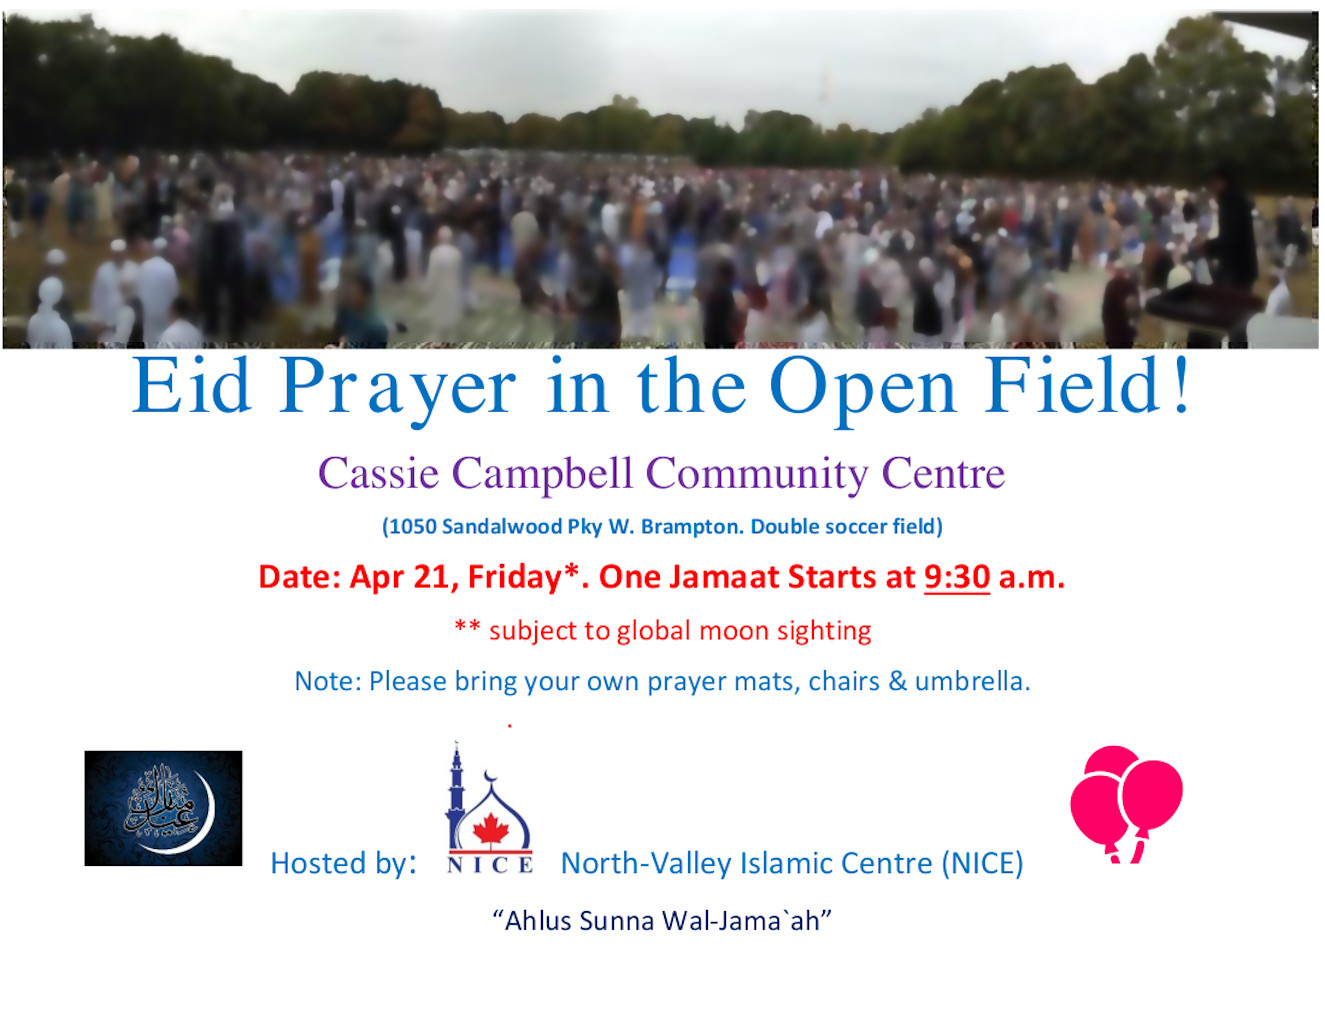 Eid Prayer in the Open Field!
Cassie Campbell Community Centre
(1050 Sandalwood Pky W. Brampton. Double soccer field)
Date: Apr 21, Friday*. One Jamaat Starts at 9:30 a.m.
** subject to global moon sighting
Note: Please bring your own prayer mats, chairs & umbrella.
.
عيد مبارك
Hosted by: NICE North-Valley Islamic Centre (NICE)
“Ahlus Sunna Wal-Jama`ah”